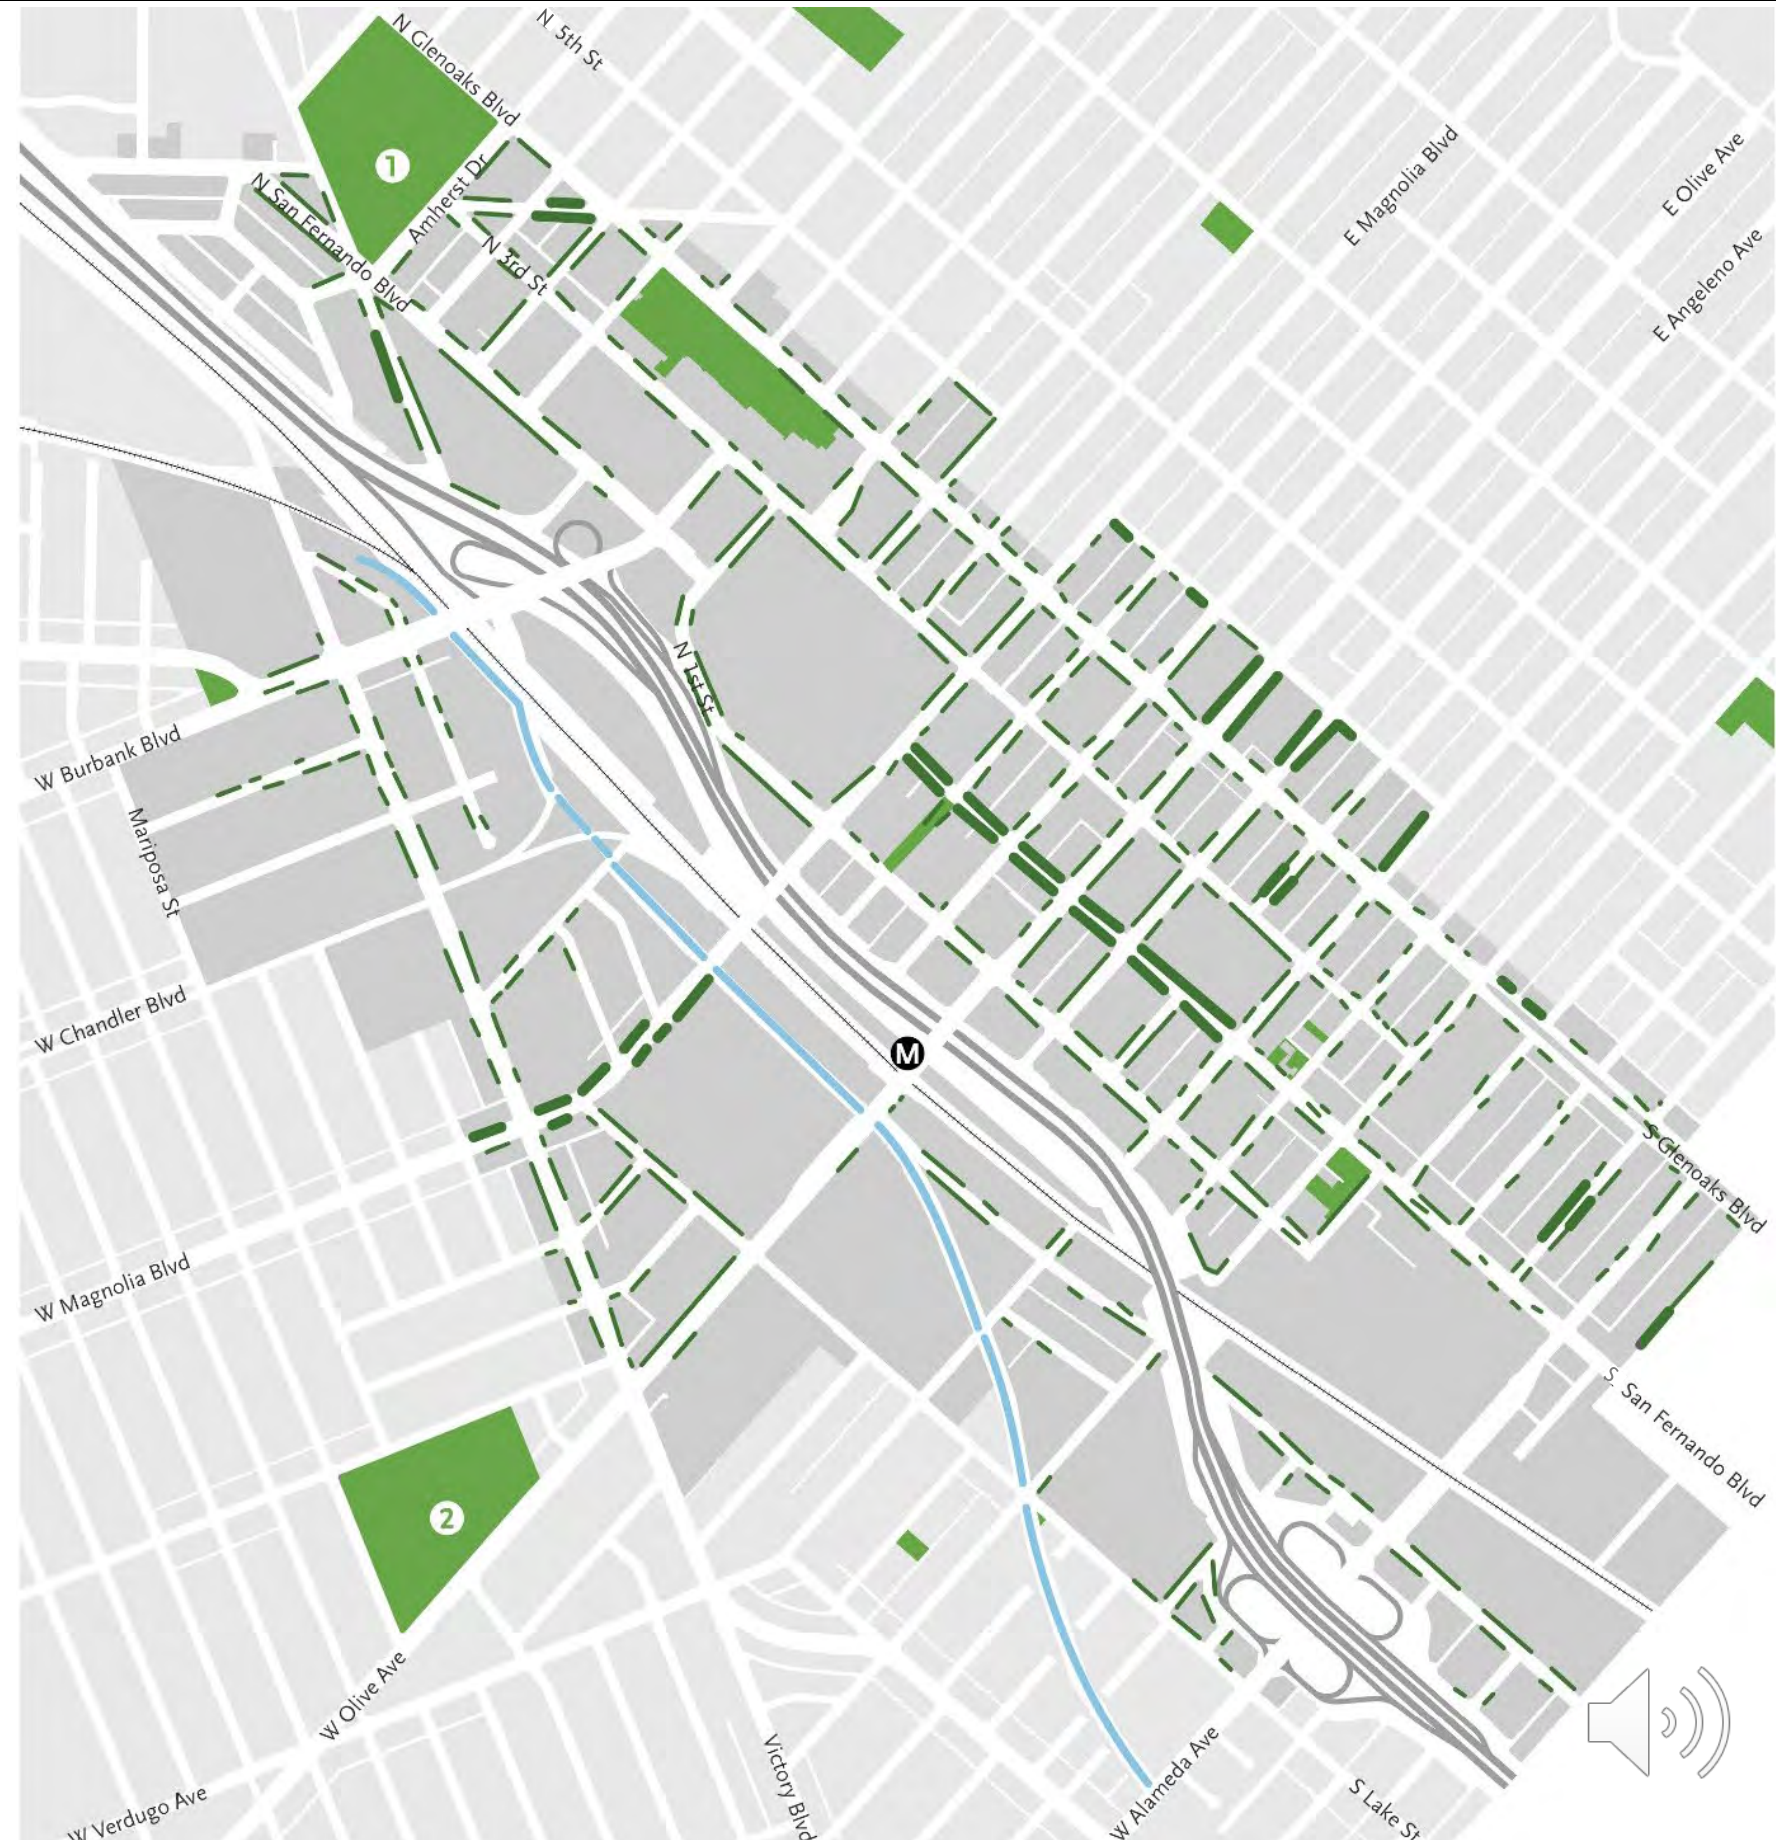 N Glenoaks Blvd
N 5th St
1
Amherst Dr
N San Fernando Blvd
N 3rd St
E Magnolia Blvd
E Olive Ave
E Angeleno Ave
N 1st St
W Burbank Blvd
Mariposa St
W Chandler Blvd
M
W Magnolia Blvd
S Glenoaks Blvd
S San Fernando Blvd
2
W Olive Ave
Victory Blvd
W Alameda Ave
S Lake St
W Verdugo Ave